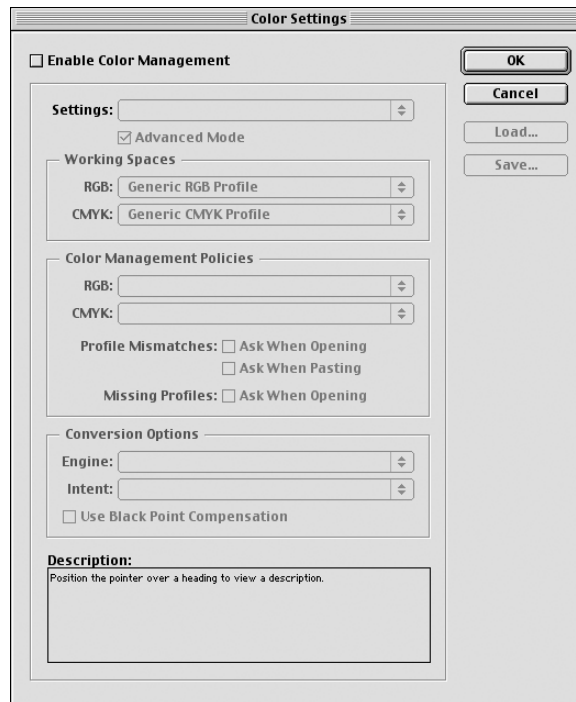 Color Settings
Enable Color Management
OK
Cancel
Load...
Save...
Settings:
Advanced Mode
Working Spaces
RGB: Generic RGB Profile
CMYK: Generic CMYK Profile
Color Management Policies
RGB:
CMYK:
Profile Mismatches: Ask When Opening
Ask When Pasting
Missing Profiles: Ask When Opening
Conversion Options
Engine:
Intent:
Use Black Point Compensation
Description:
Position the pointer over a heading to view a description.